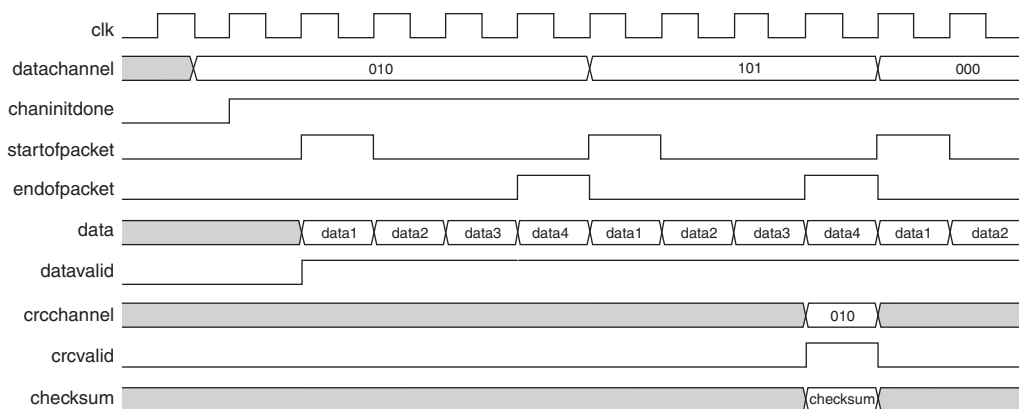 clk
datachannel 010 101 000
chaninitdone
startofpacket
endofpacket
data data1 data2 data3 data4 data1 data2 data3 data4 data1 data2
datavalid
crcchannel 010
crcvalid
checksum checksum